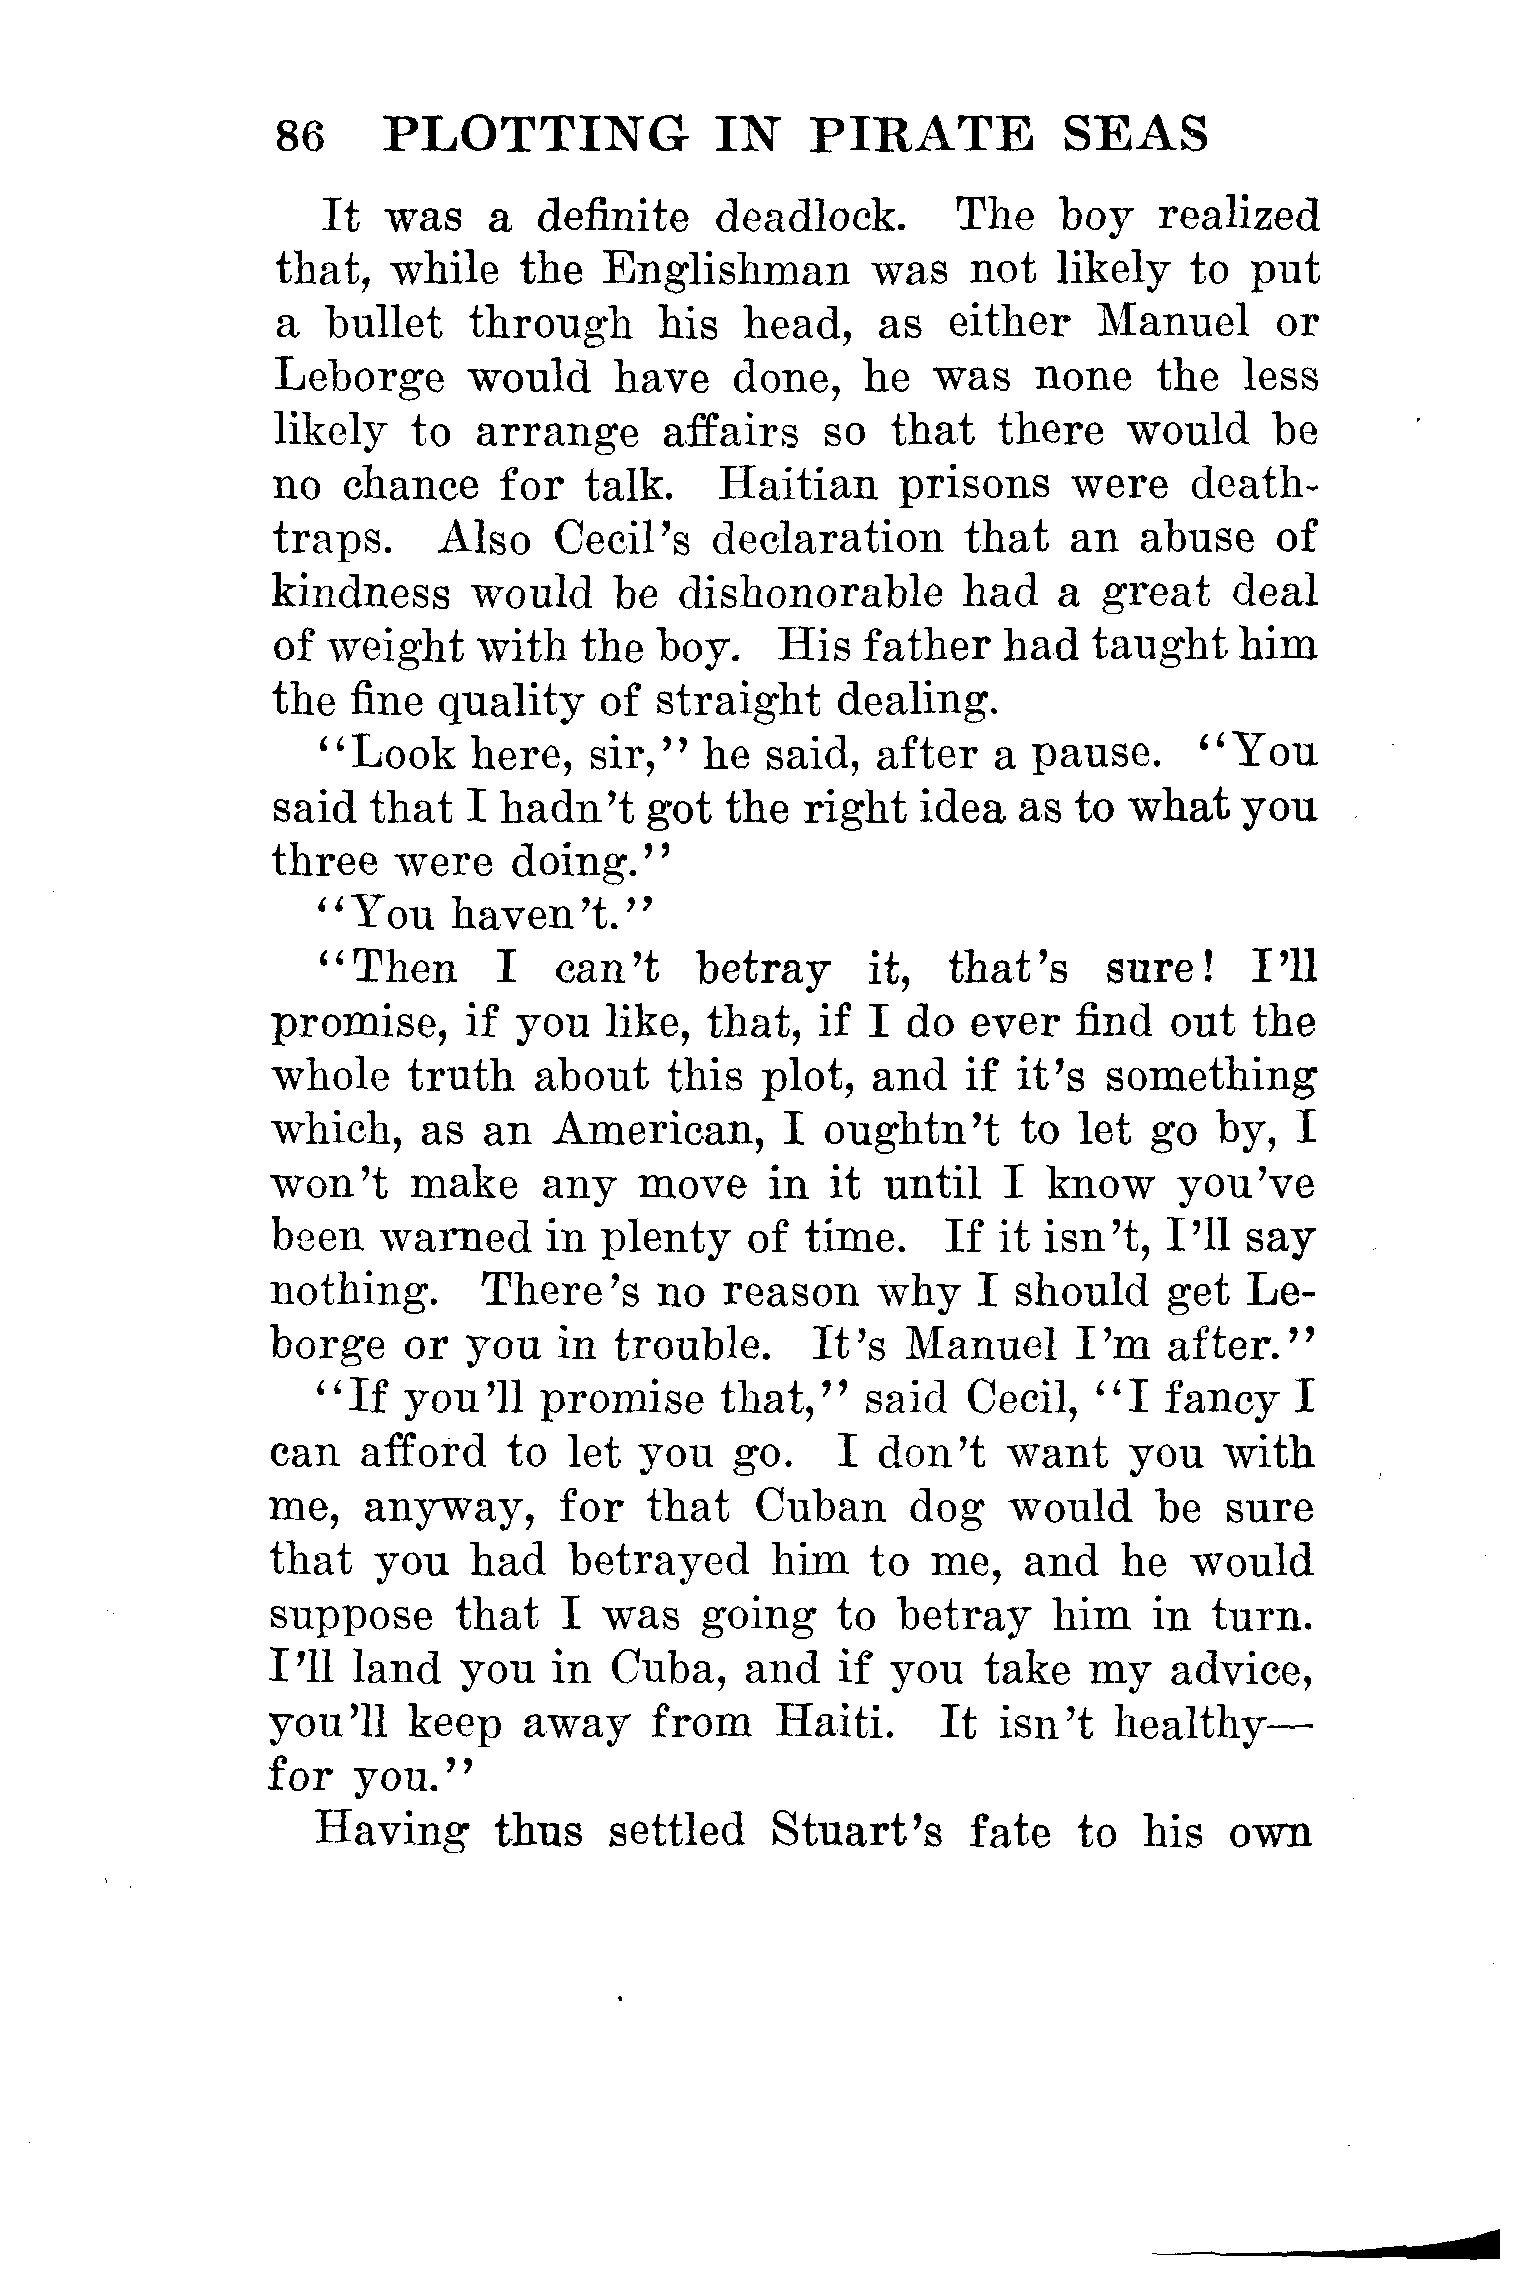 86 PLOTTING IN PIRATE SEAS
It was a definite deadlock. The boy realized
that, while the Englishman was not likely to put
a bullet through his head, as either Manuel or
Leborge would have done, he was none the less
likely to arrange affairs so that there would be
no chance for talk. Haitian prisons were death-
traps. Also Cecil's declaration that an abuse of
kindness would be dishonorable had a great deal
of weight with the boy. His father had taught him
the fine quality of straight dealing.
"Look here, sir," he said, after a pause. "You
said that I hadn't got the right idea as to what you
three were doing."
"You haven't."
"Then I can't betray it, that's sure! I'll
promise, if you like, that, if I do ever find out the
whole truth about this plot, and if it's something
which, as an American, I oughtn't to let go by, I
won't make any move in it until I know you've
been warned in plenty of time. If it isn't, I'll say
nothing. There's no reason why I should get Le-
borge or you in trouble. It's Manuel I'm after."
"If you'll promise that," said Cecil, "I fancy I
can afford to let you go. I don't want you with
me, anyway, for that Cuban dog would be sure
that you had betrayed him to me, and he would
suppose that I was going to betray him in turn.
I'll land you in Cuba, and if you take my advice,
you'll keep away from Haiti. It isn't healthy—
for you."
Having thus settled Stuart's fate to his own